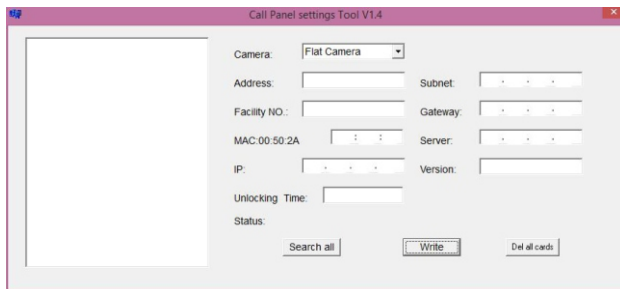 Call Panel settings Tool V1.4
Camera: Flat Camera
Address: Subnet:
Facility NO.: Gateway:
MAC:00:50:2A : : Server:
IP: Version:
Unlocking Time:
Status:
Search all Write Del all cards